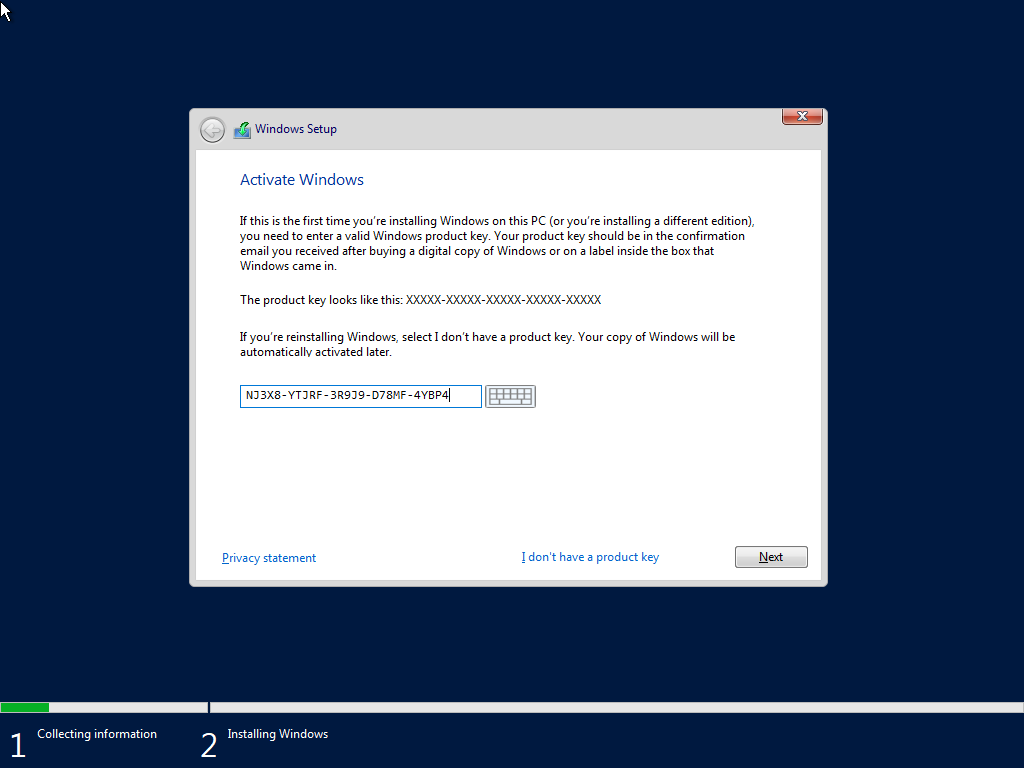 Windows Setup
Activate Windows
If this is the first time you're installing Windows on this PC (or you're installing a different edition),
you need to enter a valid Windows product key. Your product key should be in the confirmation
email you received after buying a digital copy of Windows or on a label inside the box that
Windows came in.
The product key looks like this: XXXXX-XXXXX-XXXXX-XXXXX-XXXXX
If you're reinstalling Windows, select I don't have a product key. Your copy of Windows will be
automatically activated later.
NJ3X8-YTJRF-3R9J9-D78MF-4YBP4
Privacy statement
I don't have a product key
Next
1 Collecting information
2 Installing Windows